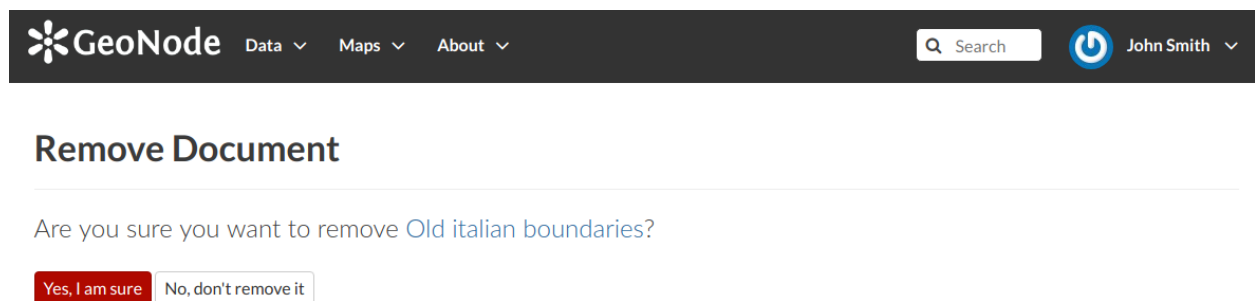 GeoNode Data Maps About Search John Smith
Remove Document
Are you sure you want to remove Old italian boundaries?
Yes, I am sure No, don't remove it